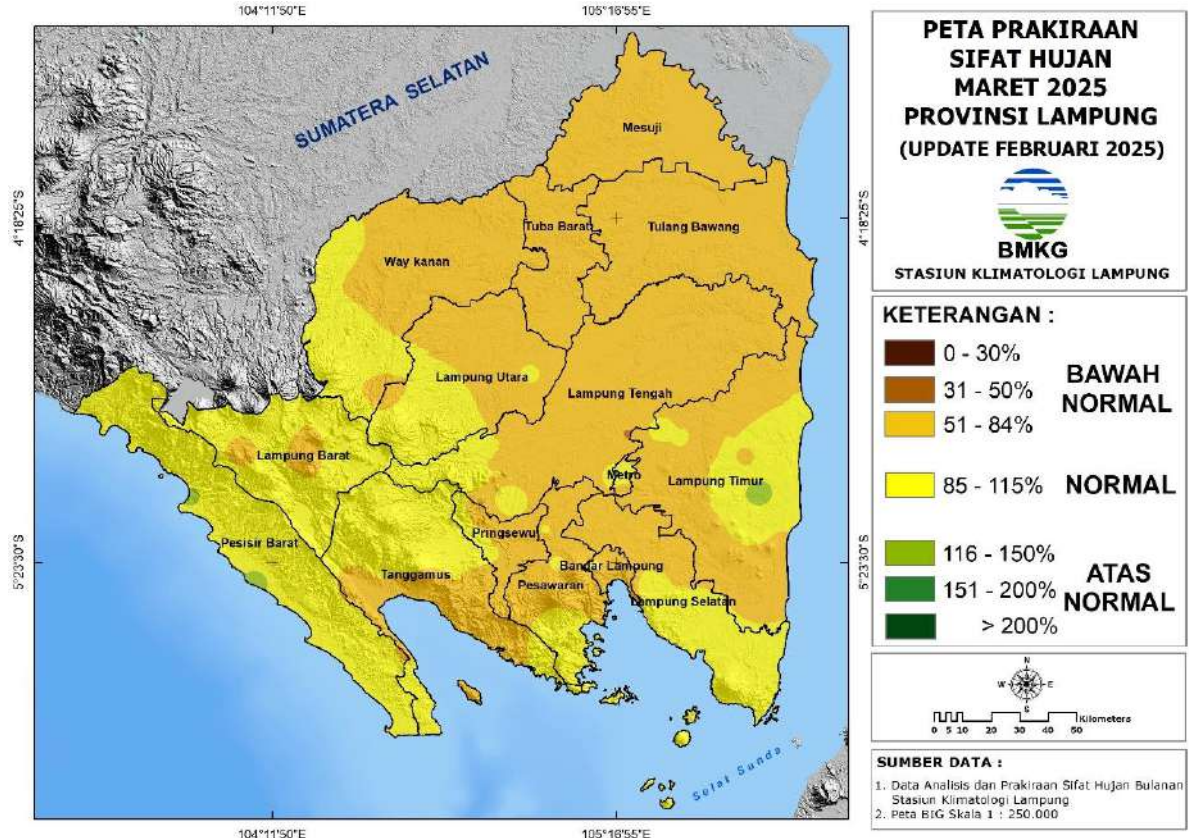 104°11'50"E
105°16'55"E
PETA PRAKIRAAN
SIFAT HUJAN
MARET 2025
PROVINSI LAMPUNG
(UPDATE FEBRUARI 2025)
BMKG
STASIUN KLIMATOLOGI LAMPUNG
SUMATERA SELATAN
Mesuji
4°18'25"S
4°18'25"S
Tuba Barat
Tulang Bawang
Way kanan
Lampung Utara
Lampung Tengah
Lampung Barat
Metro
Lampung Timur
Pesisir Barat
Pringsewu
5°23'30"S
5°23'30"S
Tanggamus
Bandar Lampung
Pesawaran
Lampung Selatan
Selat Sunda
104°11'50"E
105°16'55"E
KETERANGAN :
0 - 30%
31 - 50%
51 - 84%
BAWAH
NORMAL
85 - 115%
NORMAL
116 - 150%
151 - 200%
> 200%
ATAS
NORMAL
N
W E
S
Kilometers
0 5 10 20 30 40 50
SUMBER DATA :
1. Data Analisis dan Prakiraan Sifat Hujan Bulanan
Stasiun Klimatologi Lampung
2. Peta BIG Skala 1 : 250.000